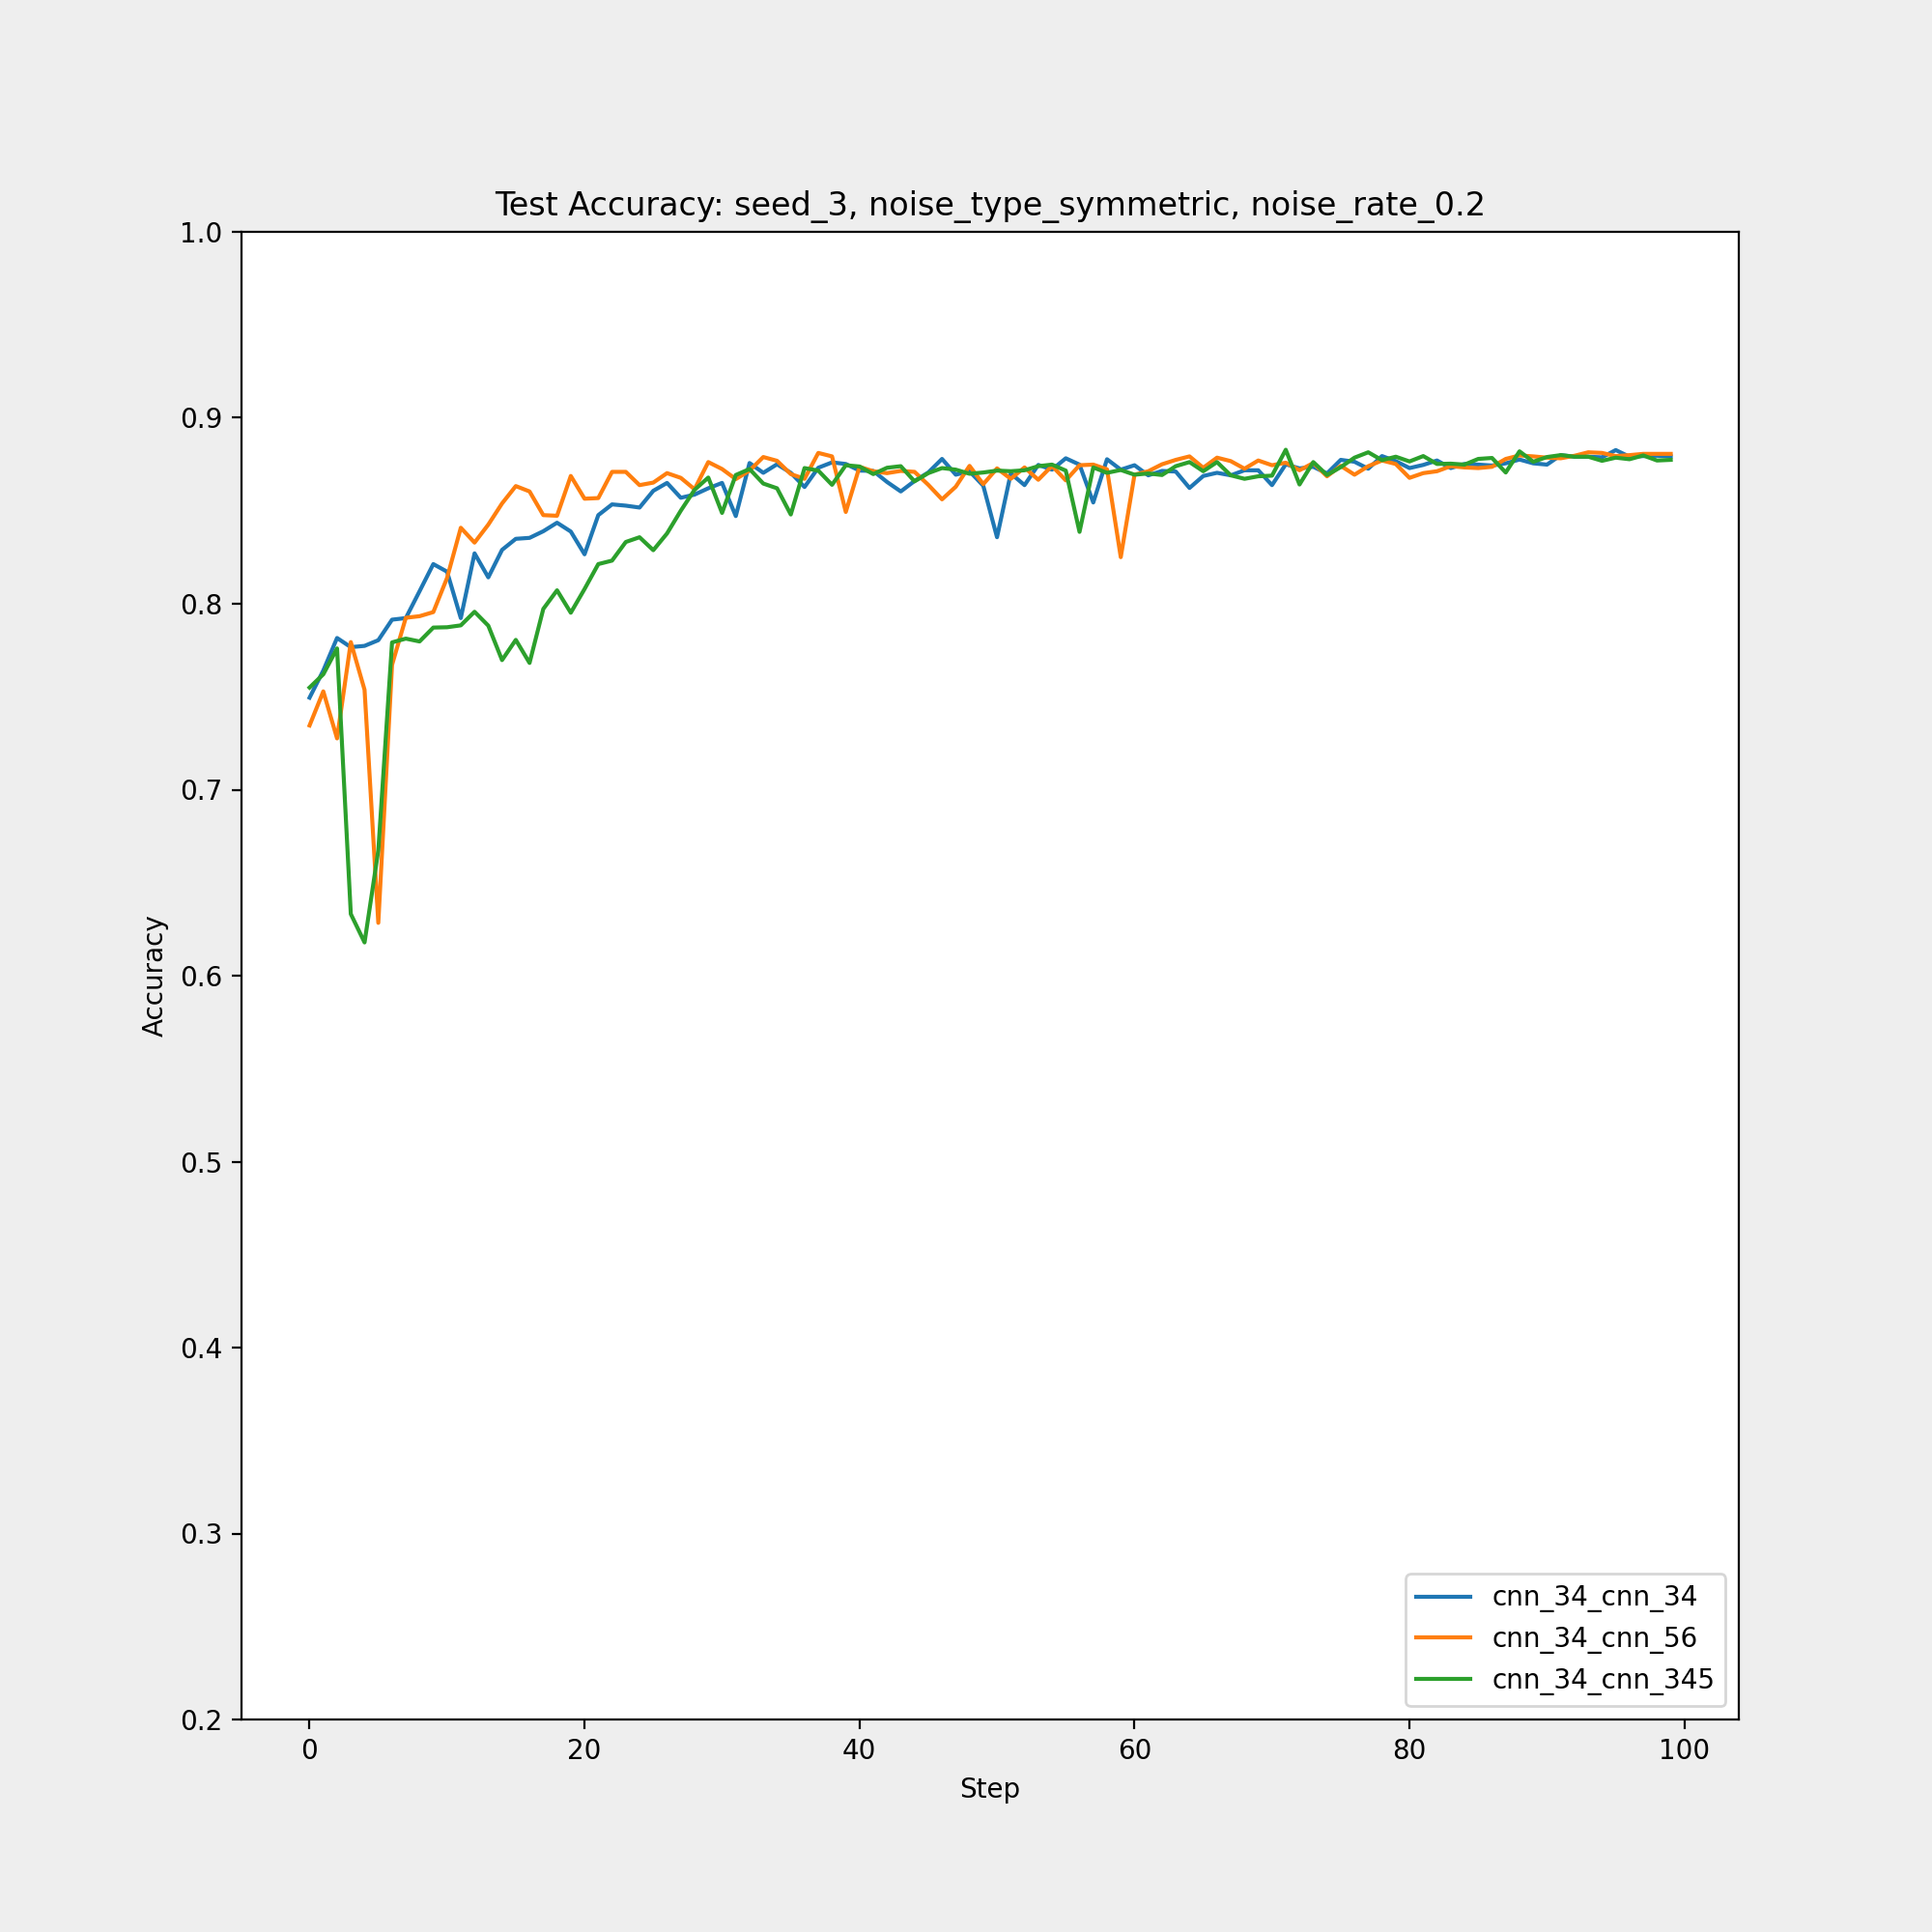 Test Accuracy: seed_3, noise_type_symmetric, noise_rate_0.2
1.0
0.9
0.8
0.7
0.6
0.5
0.4
0.3
0.2
Accuracy
0 20 40 60 80 100
Step
cnn_34_cnn_34
cnn_34_cnn_56
cnn_34_cnn_345